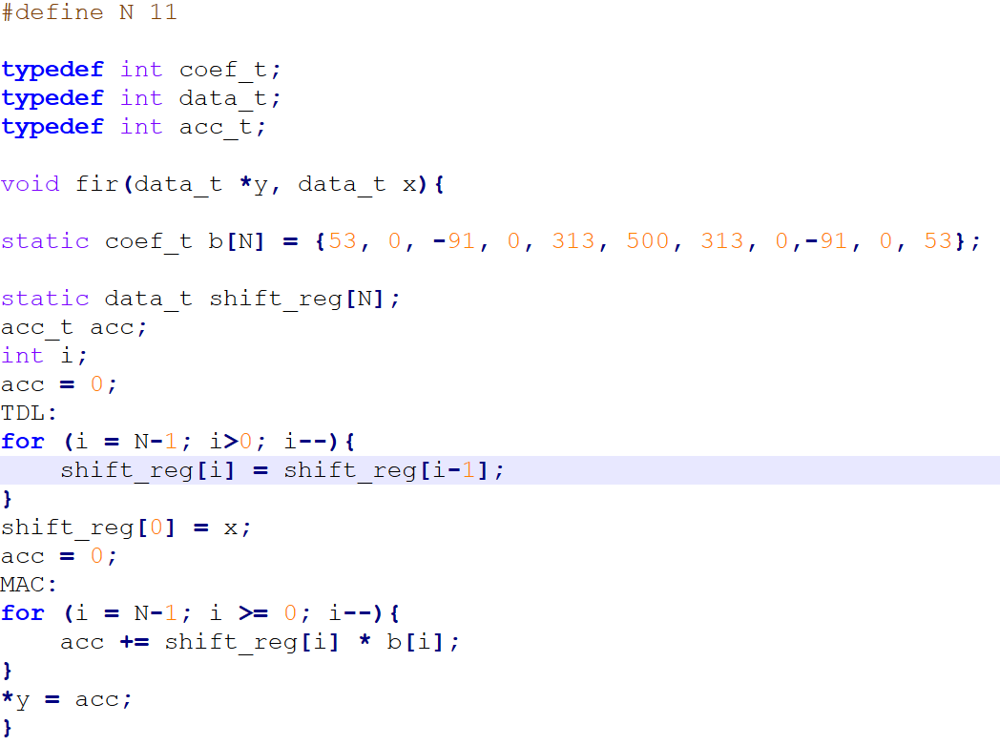 #define N 11
typedef int coef_t;
typedef int data_t;
typedef int acc_t;
void fir(data_t *y, data_t x){
static coef_t b[N] = {53, 0, -91, 0, 313, 500, 313, 0,-91, 0, 53};
static data_t shift_reg[N];
acc_t acc;
int i;
acc = 0;
TDL:
for (i = N-1; i>0; i--){
    shift_reg[i] = shift_reg[i-1];
}
shift_reg[0] = x;
acc = 0;
MAC:
for (i = N-1; i >= 0; i--){
    acc += shift_reg[i] * b[i];
}
*y = acc;
}